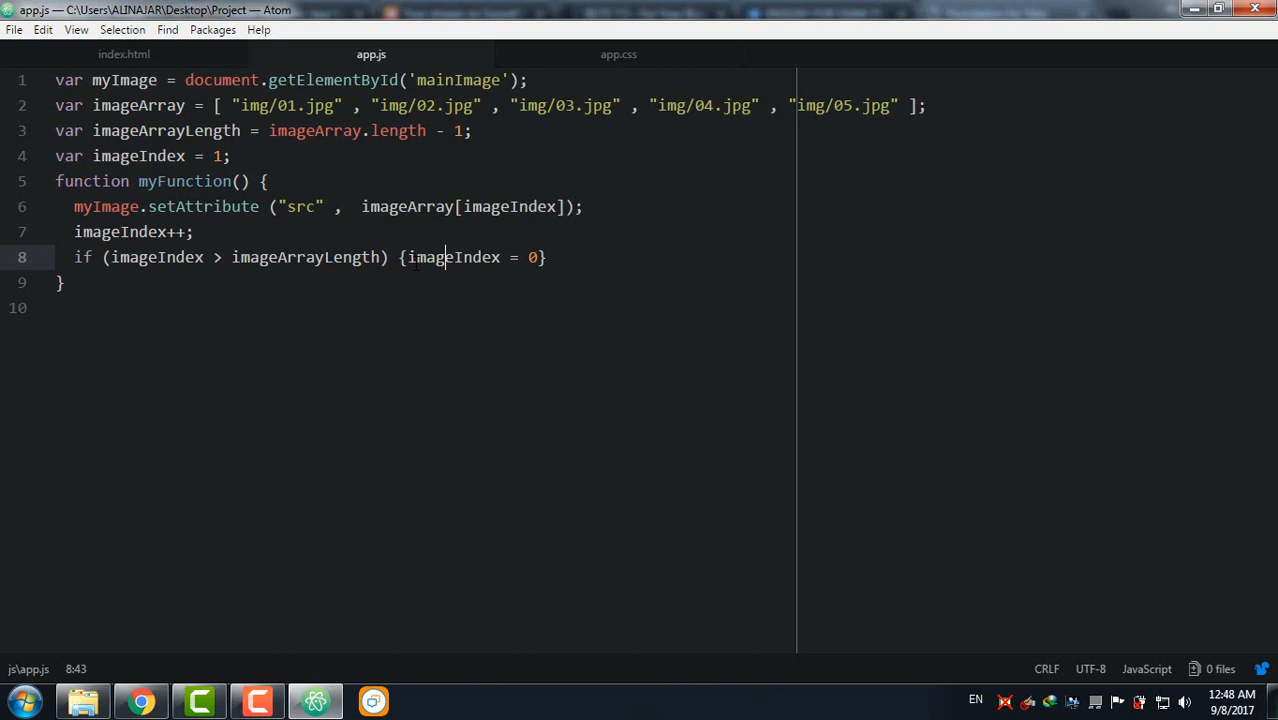 app.js — C:\Users\ALINAJAR\Desktop\Project — Atom
File Edit View Selection Find Packages Help
index.html app.js app.css
1 var myImage = document.getElementById('mainImage');
2 var imageArray = [ "img/01.jpg" , "img/02.jpg" , "img/03.jpg" , "img/04.jpg" , "img/05.jpg" ];
3 var imageArrayLength = imageArray.length - 1;
4 var imageIndex = 1;
5 function myFunction() {
6 myImage.setAttribute ("src" ,  imageArray[imageIndex]);
7 imageIndex++;
8 if (imageIndex > imageArrayLength) {imageIndex = 0}
9 }
10
js\app.js 8:43 CRLF UTF-8 JavaScript 0 files
EN 12:48 AM
9/8/2017